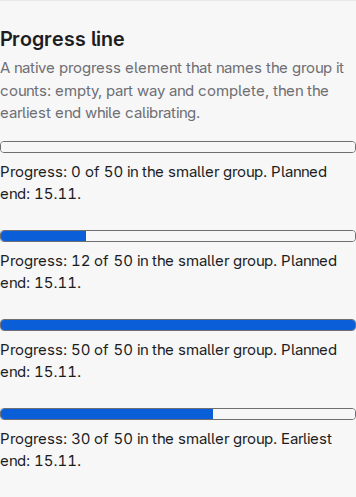 Progress line
A native progress element that names the group it
counts: empty, part way and complete, then the
earliest end while calibrating.
Progress: 0 of 50 in the smaller group. Planned
end: 15.11.
Progress: 12 of 50 in the smaller group. Planned
end: 15.11.
Progress: 50 of 50 in the smaller group. Planned
end: 15.11.
Progress: 30 of 50 in the smaller group. Earliest
end: 15.11.